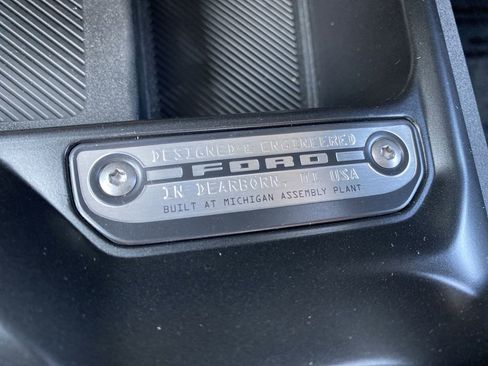 DESIGNED & ENGINEERED
FORD
IN DEARBORN, MI USA
BUILT AT MICHIGAN ASSEMBLY PLANT